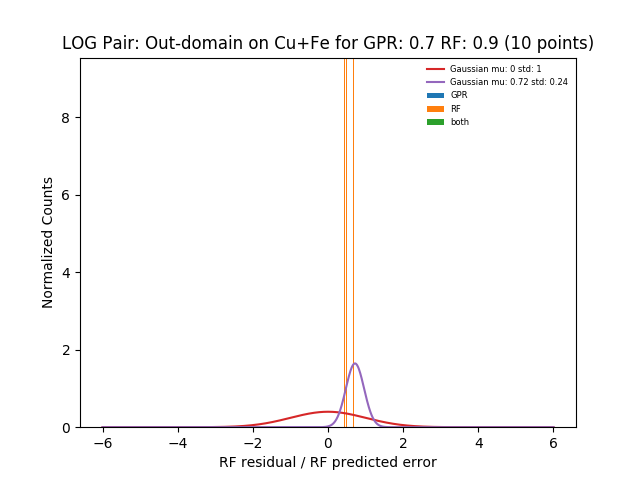 LOG Pair: Out-domain on Cu+Fe for GPR: 0.7 RF: 0.9 (10 points)
Gaussian mu: 0 std: 1
Gaussian mu: 0.72 std: 0.24
GPR
RF
both
Normalized Counts
8
6
4
2
0
−6 −4 −2 0 2 4 6
RF residual / RF predicted error